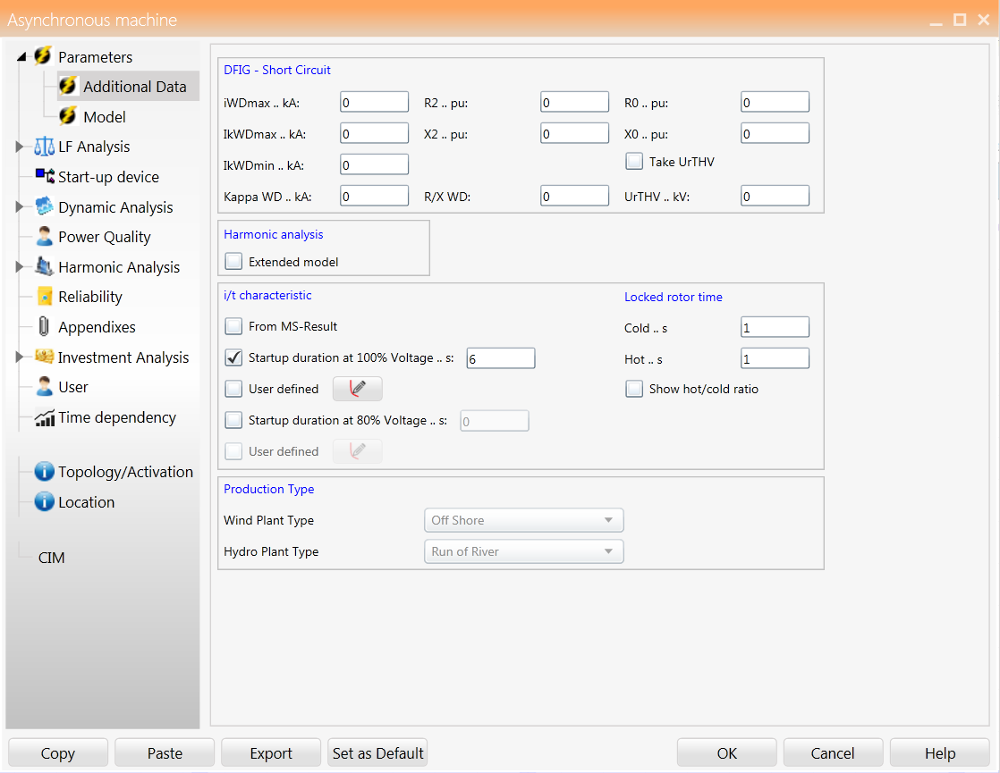 Asynchronous machine
Parameters
Additional Data
Model
LF Analysis
Start-up device
Dynamic Analysis
Power Quality
Harmonic Analysis
Reliability
Appendixes
Investment Analysis
User
Time dependency
Topology/Activation
Location
CIM
DFIG - Short Circuit
iWDmax .. kA: 0 R2 .. pu: 0 R0 .. pu: 0
IkWDmax .. kA: 0 X2 .. pu: 0 X0 .. pu: 0
IkWDmin .. kA: 0 Take UrTHV
Kappa WD .. kA: 0 R/X WD: 0 UrTHV .. kV: 0
Harmonic analysis
Extended model
i/t characteristic
From MS-Result
Startup duration at 100% Voltage .. s: 6
User defined
Startup duration at 80% Voltage .. s: 0
User defined
Locked rotor time
Cold .. s 1
Hot .. s 1
Show hot/cold ratio
Production Type
Wind Plant Type Off Shore
Hydro Plant Type Run of River
Copy Paste Export Set as Default OK Cancel Help